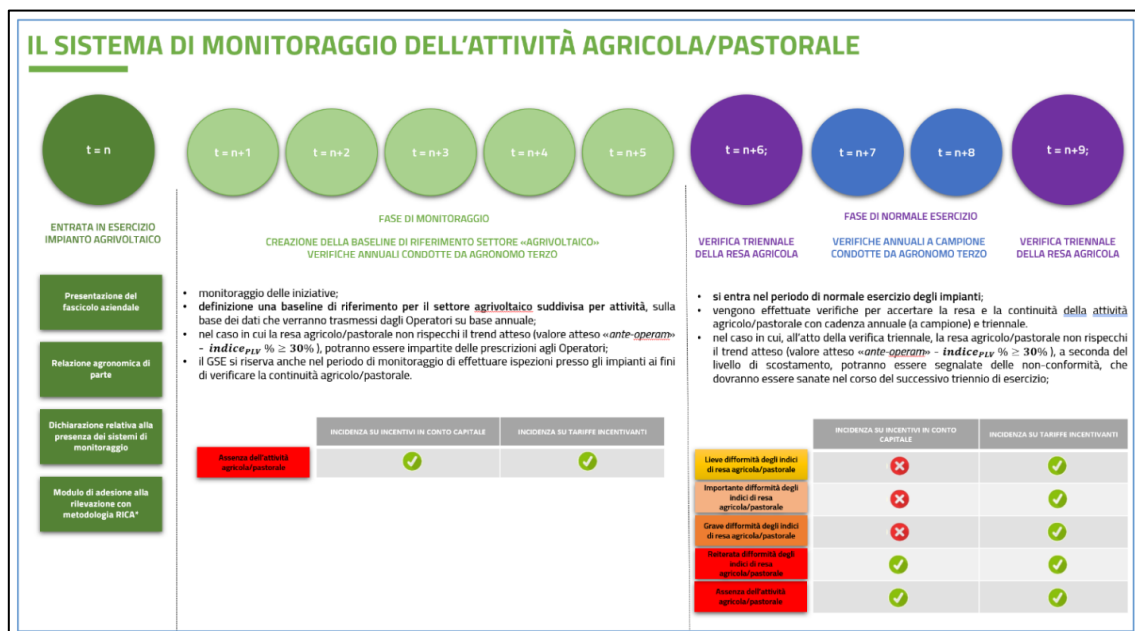 IL SISTEMA DI MONITORAGGIO DELL'ATTIVITÀ AGRICOLA/PASTORALE
t = n
t = n+1
t = n+2
t = n+3
t = n+4
t = n+5
t = n+6;
t = n+7
t = n+8
t = n+9;
ENTRATA IN ESERCIZIO
IMPIANTO AGRIVOLTAICO
Presentazione del
fascicolo aziendale
Relazione agronomica di
parte
Dichiarazione relativa alla
presenza dei sistemi di
monitoraggio
Modulo di adesione alla
rilevazione con
metodologia RICA*
FASE DI MONITORAGGIO
CREAZIONE DELLA BASELINE DI RIFERIMENTO SETTORE «AGRIVOLTAICO»
VERIFICHE ANNUALI CONDOTTE DA AGRONOMO TERZO
• monitoraggio delle iniziative;
• definizione una baseline di riferimento per il settore agrivoltaico suddivisa per attività, sulla
base dei dati che verranno trasmessi dagli Operatori su base annuale;
• nel caso in cui la resa agricolo/pastorale non rispecchi il trend atteso (valore atteso «ante-operam»
- indice_PLV % ≥ 30% ), potranno essere impartite delle prescrizioni agli Operatori;
• il GSE si riserva anche nel periodo di monitoraggio di effettuare ispezioni presso gli impianti ai fini
di verificare la continuità agricolo/pastorale.
INCIDENZA SU INCENTIVI IN CONTO CAPITALE
INCIDENZA SU TARIFFE INCENTIVANTI
Assenza dell'attività
agricola/pastorale
FASE DI NORMALE ESERCIZIO
VERIFICA TRIENNALE
DELLA RESA AGRICOLA
VERIFICHE ANNUALI A CAMPIONE
CONDOTTE DA AGRONOMO TERZO
VERIFICA TRIENNALE
DELLA RESA AGRICOLA
• si entra nel periodo di normale esercizio degli impianti;
• vengono effettuate verifiche per accertare la resa e la continuità della attività
agricolo/pastorale con cadenza annuale (a campione) e triennale.
• nel caso in cui, all'atto della verifica triennale, la resa agricolo/pastorale non rispecchi
il trend atteso (valore atteso «ante-operam» - indice_PLV % ≥ 30% ), a seconda del
livello di scostamento, potranno essere segnalate delle non-conformità, che
dovranno essere sanate nel corso del successivo triennio di esercizio;
INCIDENZA SU INCENTIVI IN CONTO
CAPITALE
INCIDENZA SU TARIFFE INCENTIVANTI
Lieve difformità degli indici
di resa agricola/pastorale
Importante difformità degli
indici di resa
agricola/pastorale
Grave difformità degli indici
di resa agricola/pastorale
Reiterata difformità degli
indici di resa
agricola/pastorale
Assenza dell'attività
agricola/pastorale